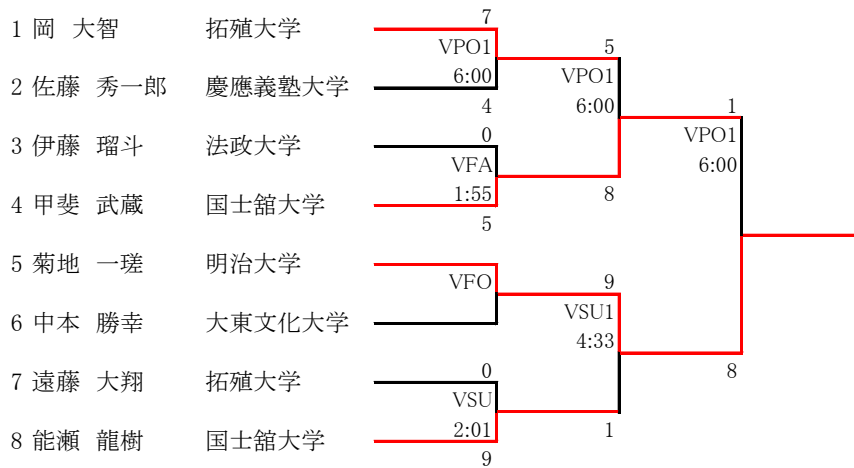 1 岡 大智 拓殖大学
2 佐藤 秀一郎 慶應義塾大学
3 伊藤 瑠斗 法政大学
4 甲斐 武蔵 国士舘大学
5 菊地 一瑳 明治大学
6 中本 勝幸 大東文化大学
7 遠藤 大翔 拓殖大学
8 能瀬 龍樹 国士舘大学
7
VPO1
6:00
4
0
VFA
1:55
5
VFO
0
VSU
2:01
9
5
VPO1
6:00
8
9
VSU1
4:33
1
1
VPO1
6:00
8